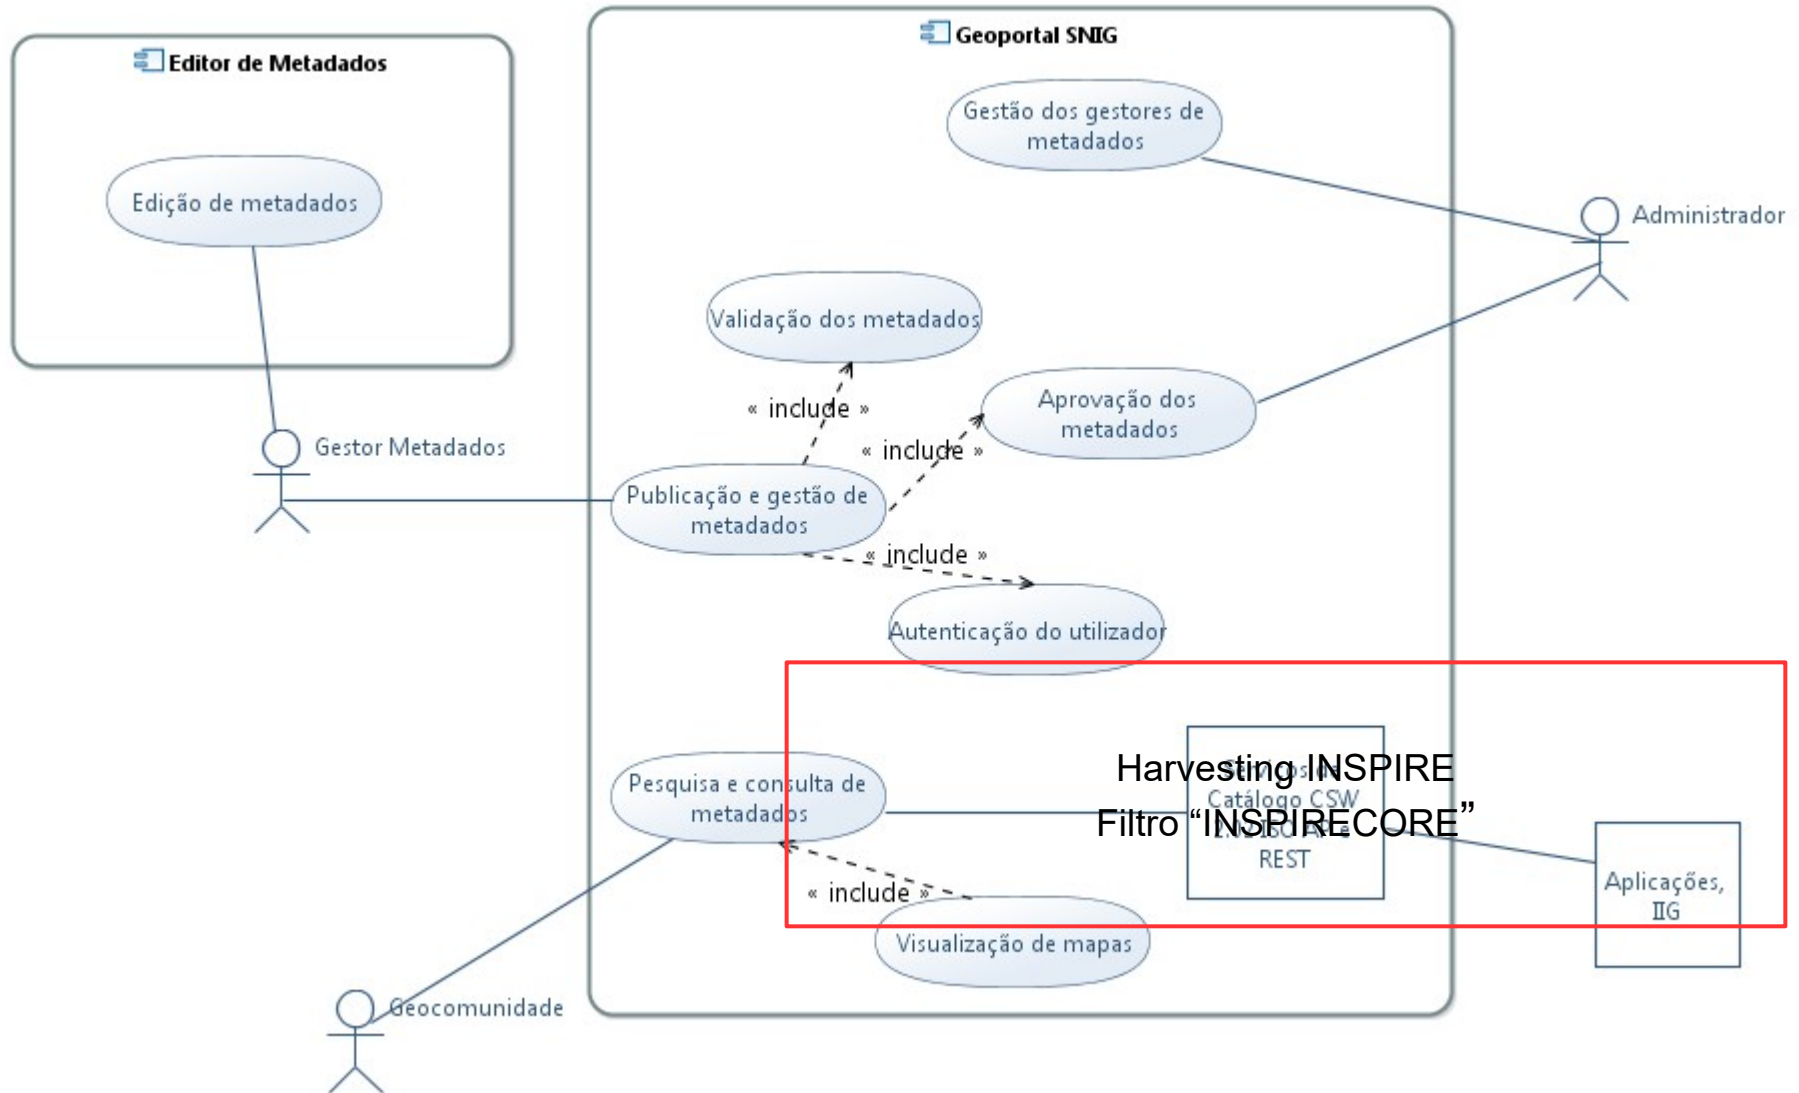 Geoportal SNIG
Editor de Metadados
Gestão dos gestores de
metadados
Edição de metadados
Administrador
Validação dos metadados
« include »
Aprovação dos
metadados
« include »
Gestor Metadados
Publicação e gestão de
metadados
« include »
Autenticação do utilizador
Pesquisa e consulta de
metadados
Harvesting INSPIRE
Filtro “INSPIRECORE”
Catálogo CSW
REST
Aplicações,
IIG
« include »
Visualização de mapas
Geocomunidade